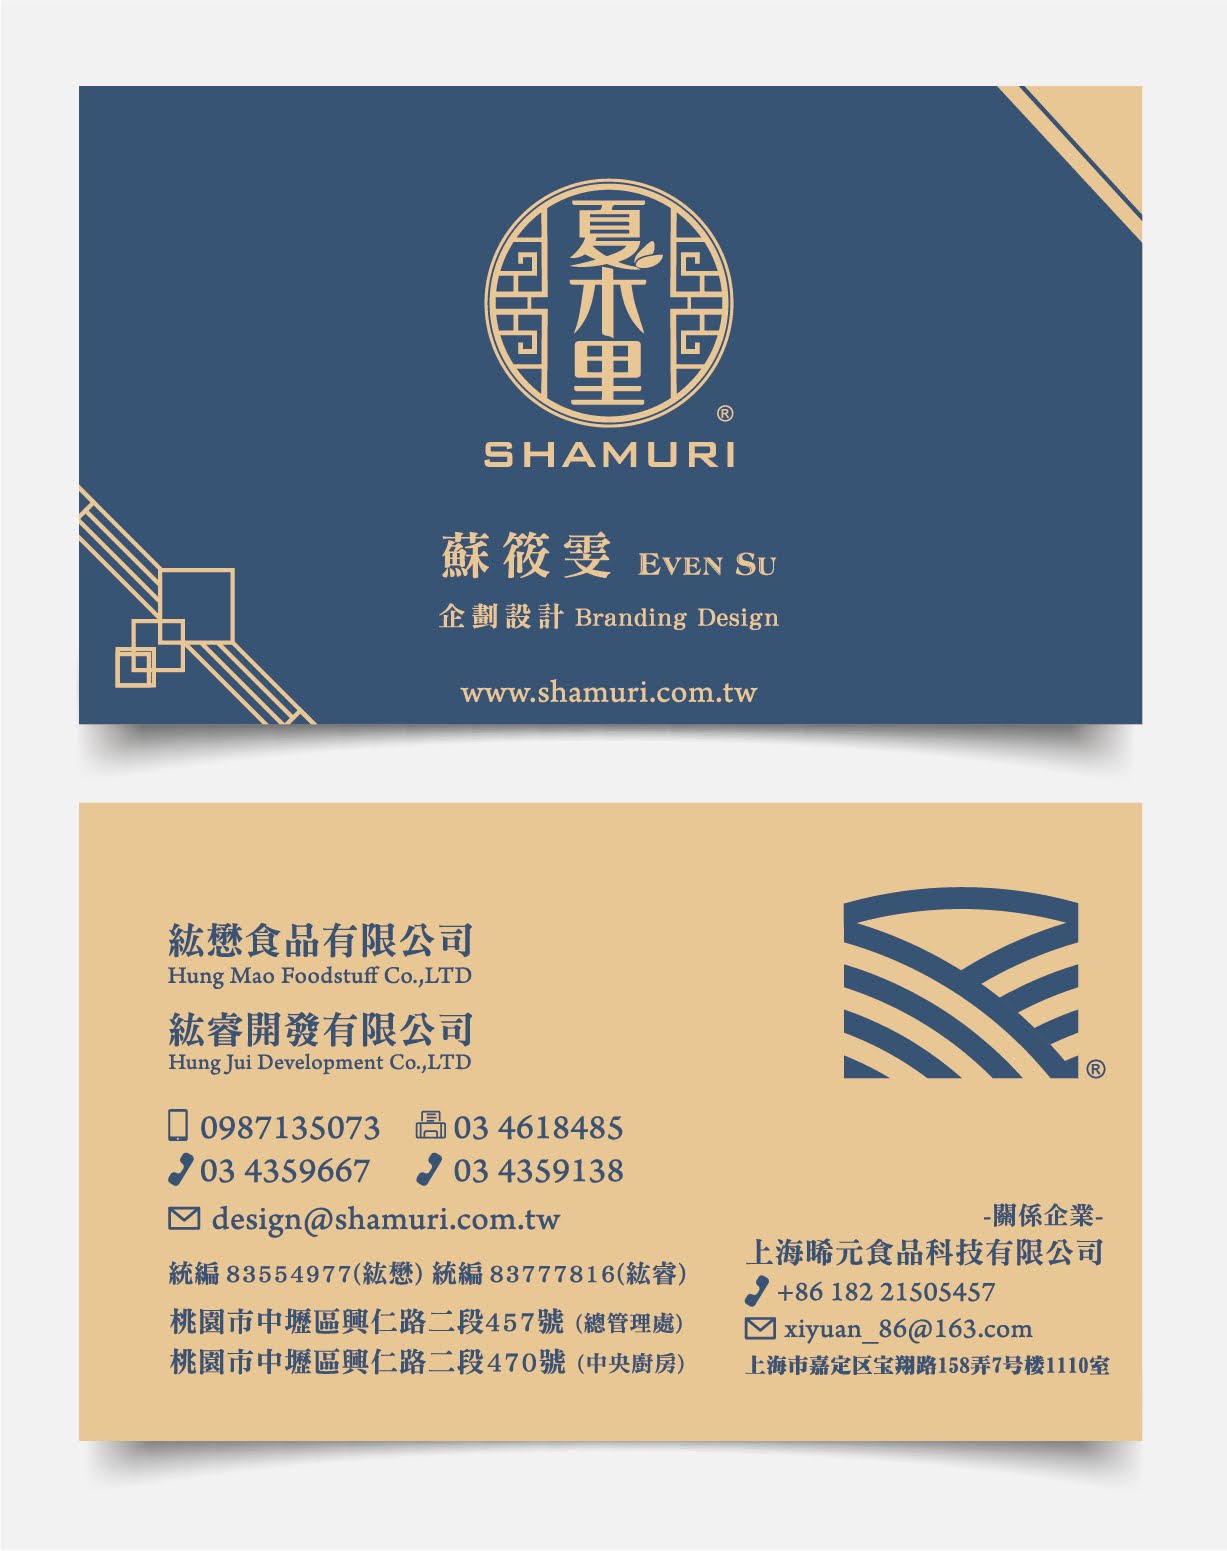 夏木里
®
SHAMURI
蘇筱雯 EVEN SU
企劃設計 Branding Design
www.shamuri.com.tw
紘懋食品有限公司
Hung Mao Foodstuff Co.,LTD
紘睿開發有限公司
Hung Jui Development Co.,LTD
®
0987135073 03 4618485
03 4359667 03 4359138
design@shamuri.com.tw
統編 83554977(紘懋) 統編 83777816(紘睿)
桃園市中壢區興仁路二段457號 (總管理處)
桃園市中壢區興仁路二段470號 (中央廚房)
-關係企業-
上海晞元食品科技有限公司
+86 182 21505457
xiyuan_86@163.com
上海市嘉定区宝翔路158弄7号楼1110室